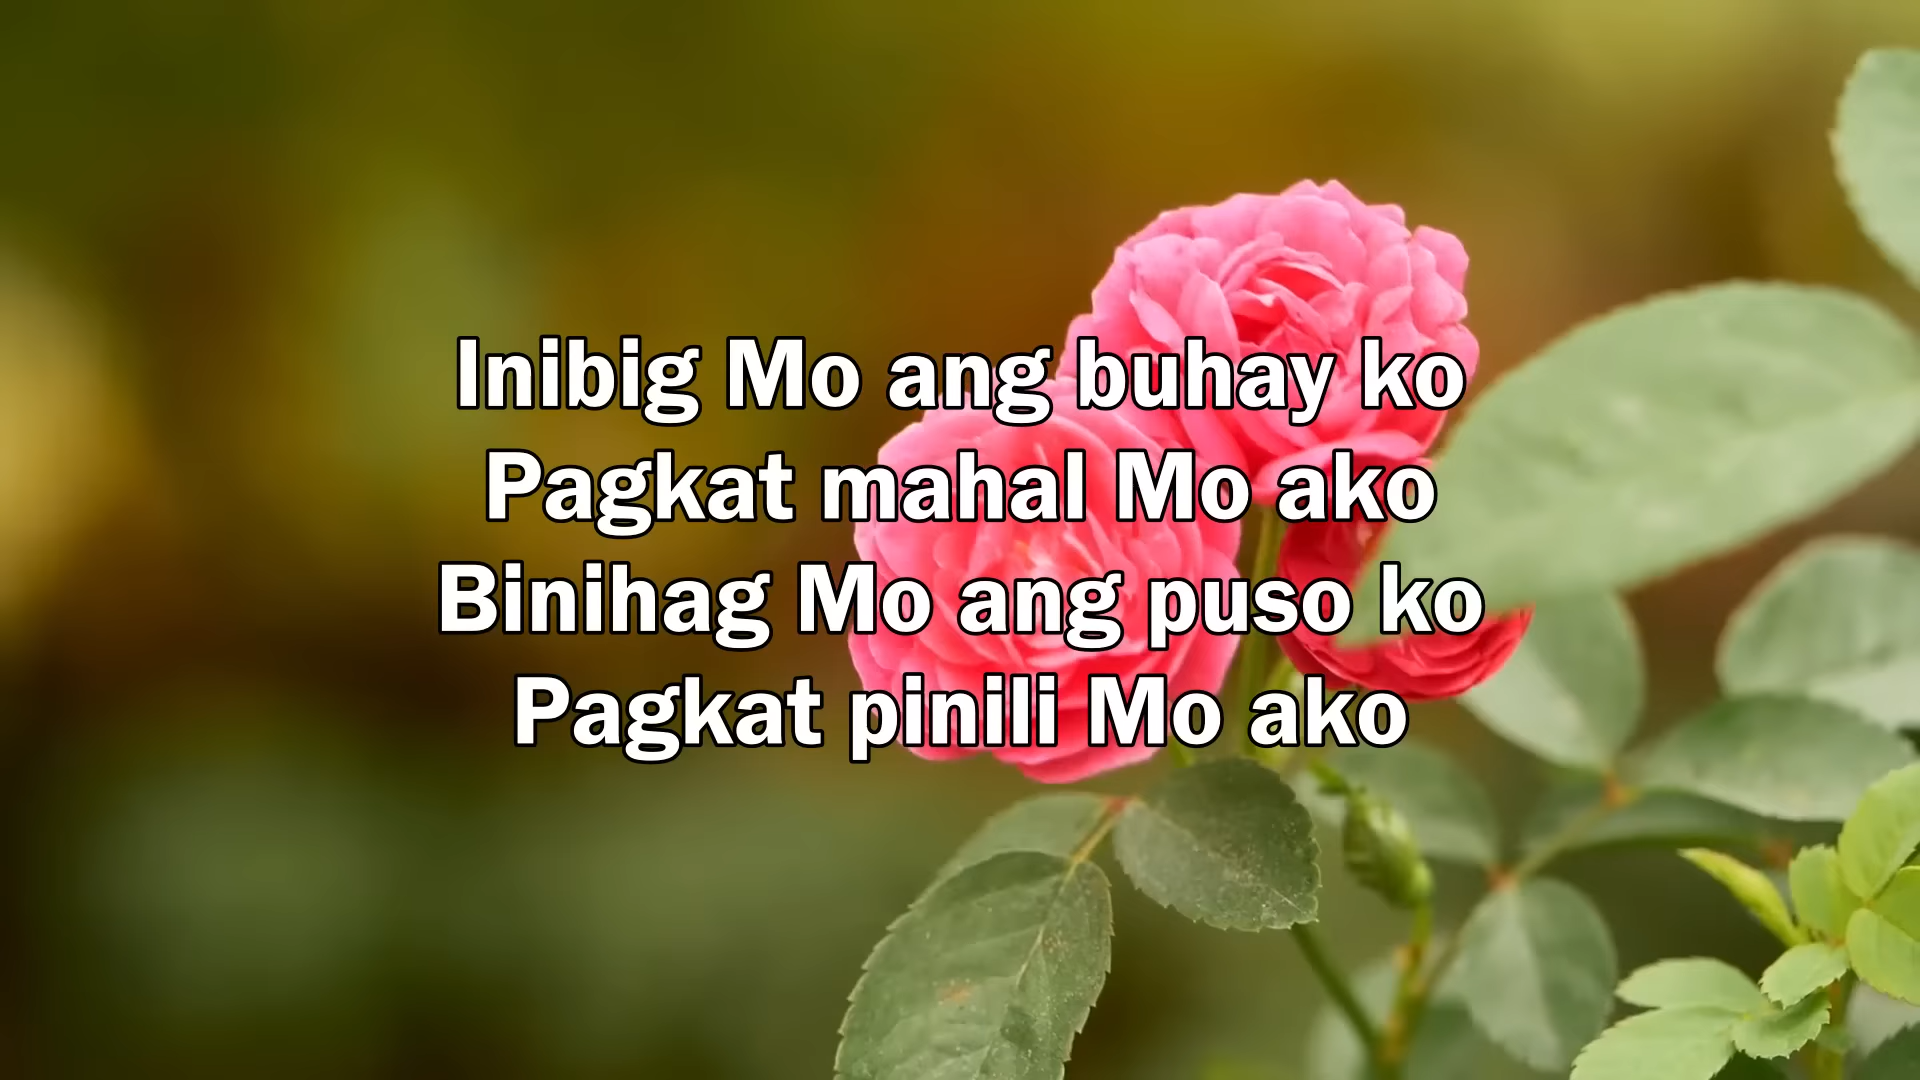 Inibig Mo ang buhay ko
Pagkat mahal Mo ako
Binihag Mo ang puso ko
Pagkat pinili Mo ako